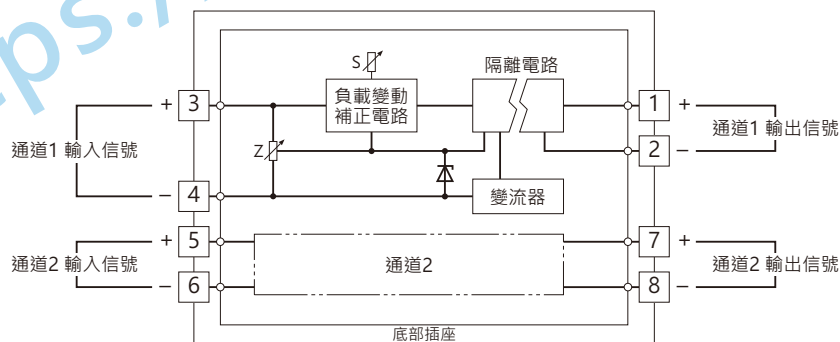 ps.
S
隔離電路
+ 3
負載變動
補正電路
1 +
通道1 輸入信號
Z
2 −
通道1 輸出信號
− 4
變流器
+ 5
7 +
通道2 輸入信號
通道2
通道2 輸出信號
− 6
8 −
底部插座